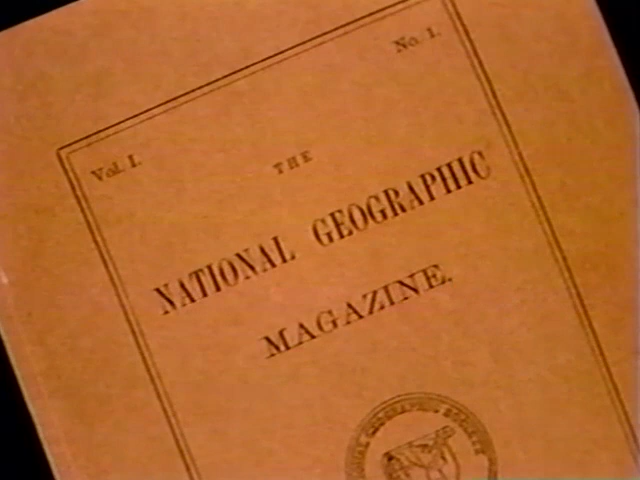 Vol. I. No. 1.
THE
NATIONAL GEOGRAPHIC
MAGAZINE.